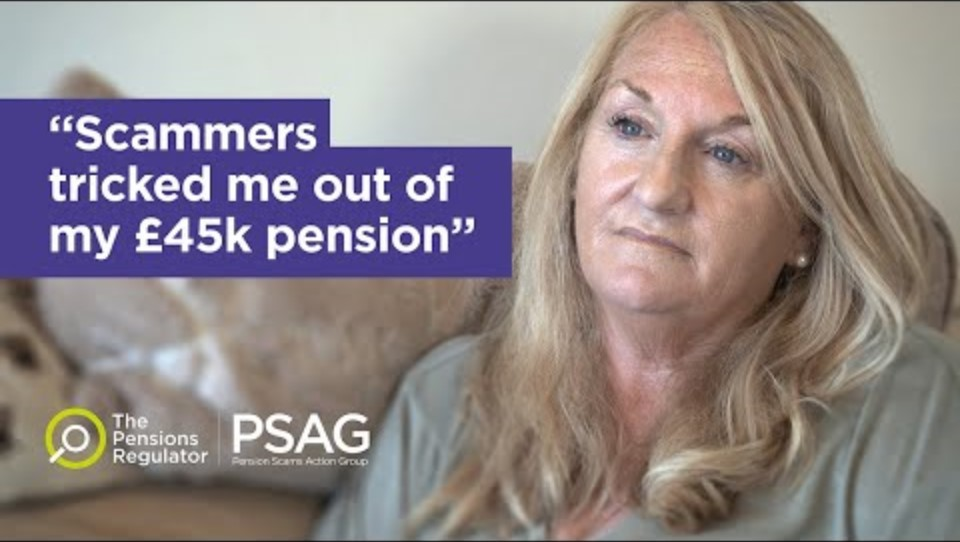 “Scammers
tricked me out of
my £45k pension”
The
Pensions
Regulator
PSAG
Pension Scams Action Group